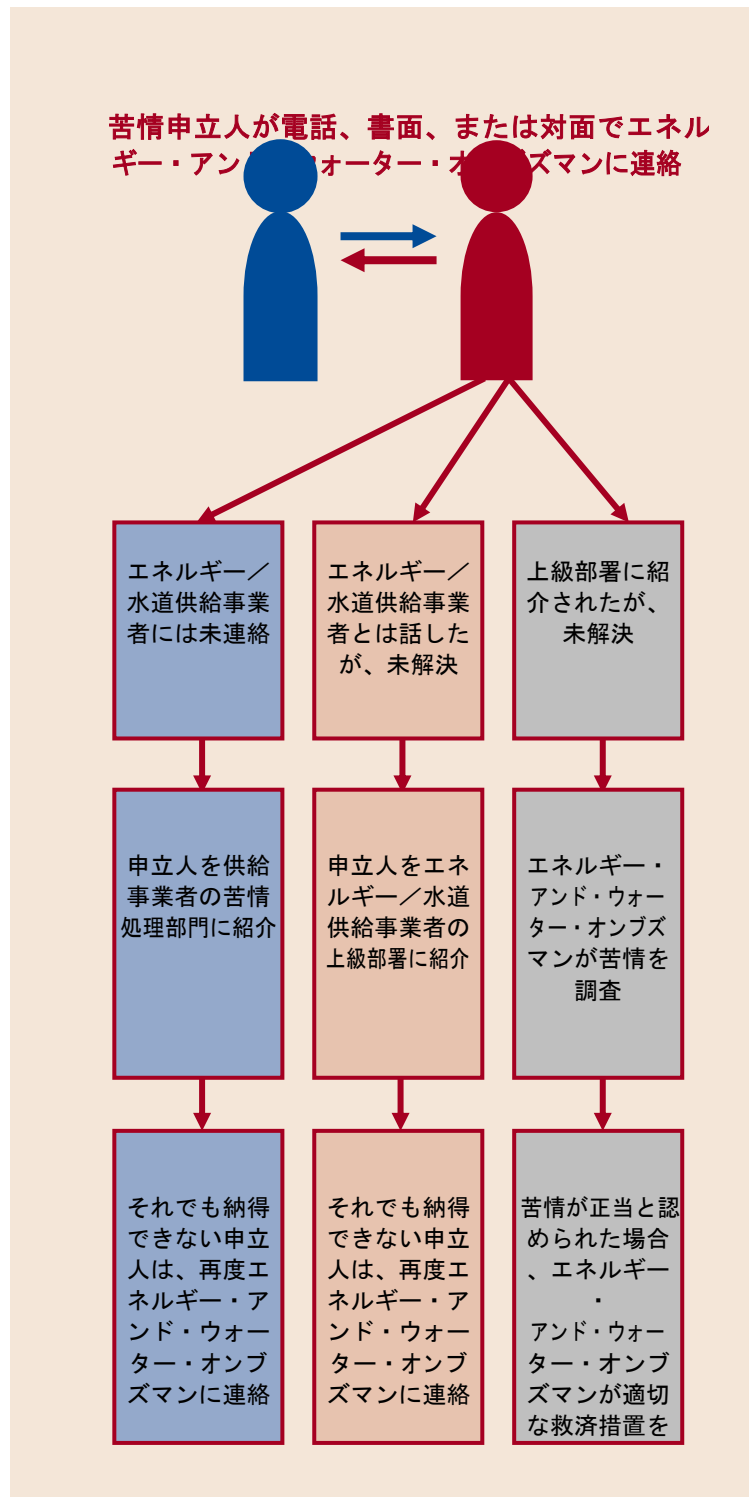 苦情申立人が電話、書面、または対面でエネル
ギー・アンド・ウォーター・オンブズマンに連絡
エネルギー／
水道供給事業
者には未連絡
エネルギー／
水道供給事業
者とは話した
が、未解決
上級部署に紹
介されたが、
未解決
申立人を供給
事業者の苦情
処理部門に紹介
申立人をエネ
ルギー／水道
供給事業者の
上級部署に紹介
エネルギー・
アンド・ウォー
ター・オンブズ
マンが苦情を
調査
それでも納得
できない申立
人は、再度エ
ネルギー・ア
ンド・ウォー
ター・オンブ
ズマンに連絡
それでも納得
できない申立
人は、再度エ
ネルギー・ア
ンド・ウォー
ター・オンブ
ズマンに連絡
苦情が正当と認
められた場合
、エネルギー
・
アンド・ウォー
ター・オンブ
ズマンが適切
な救済措置を